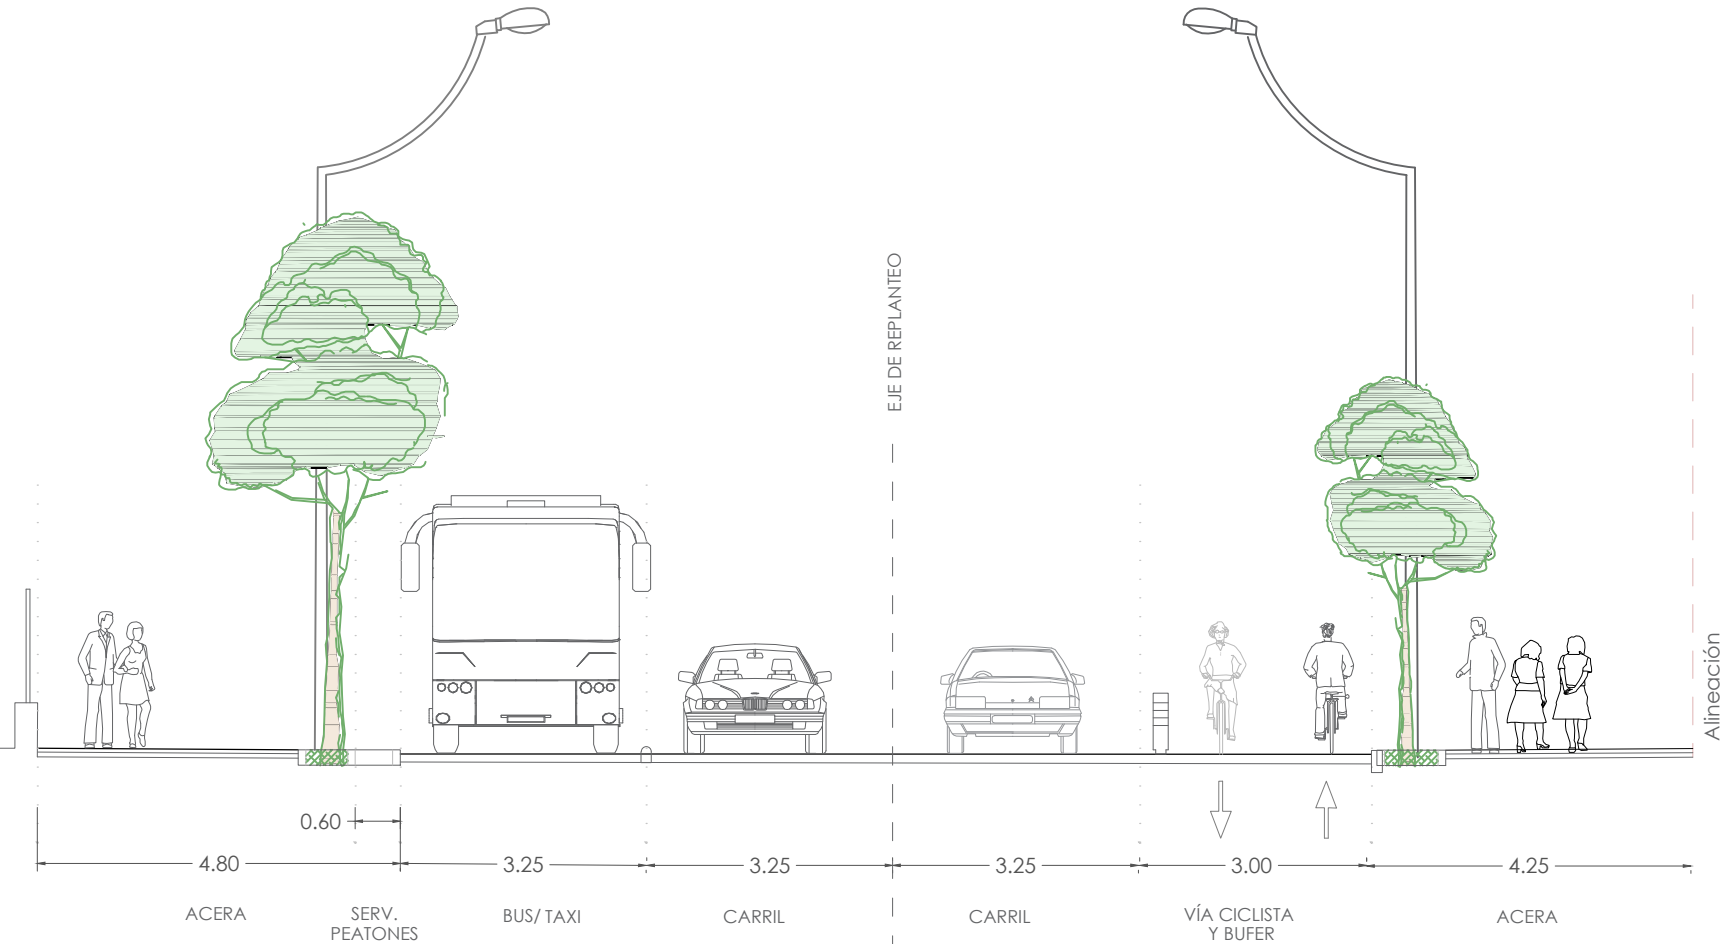 EJE DE REPLANTEO
Alineación
0.60
4.80
3.25
3.25
3.25
3.00
4.25
ACERA
SERV.
PEATONES
BUS/ TAXI
CARRIL
CARRIL
VÍA CICLISTA
Y BUFER
ACERA